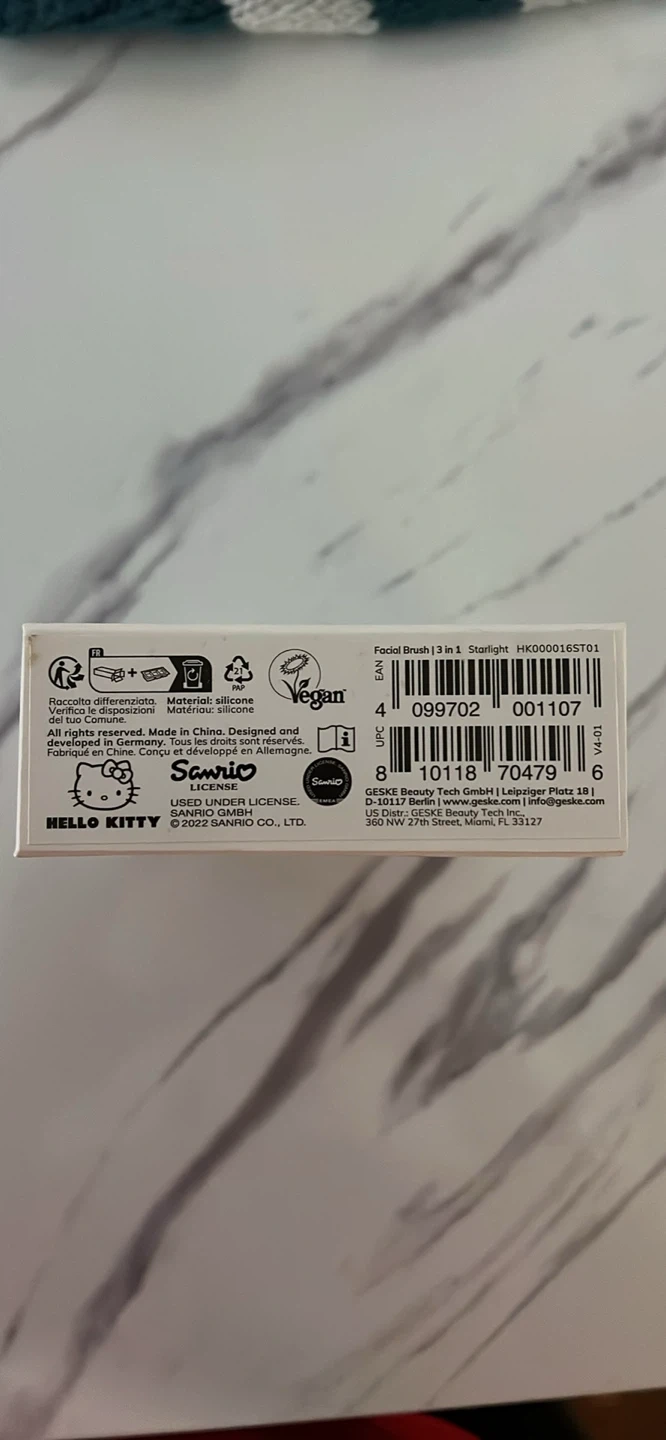 FR
21
PAP
Raccolta differenziata.
Verifica le disposizioni
del tuo Comune.
Material: silicone
Matériau: silicone
Vegan
All rights reserved. Made in China. Designed and
developed in Germany. Tous les droits sont réservés.
Fabriqué en Chine. Conçu et développé en Allemagne.
HELLO KITTY
Sanrio
LICENSE
USED UNDER LICENSE.
SANRIO GMBH
© 2022 SANRIO CO., LTD.
Sanrio
Facial Brush | 3 in 1 Starlight HK000016ST01
EAN
4 099702 001107
UPC
8 10118 70479 6
V4-01
GESKE Beauty Tech GmbH | Leipziger Platz 18 |
D-10117 Berlin | www.geske.com | info@geske.com
US Distr.: GESKE Beauty Tech Inc.,
360 NW 27th Street, Miami, FL 33127